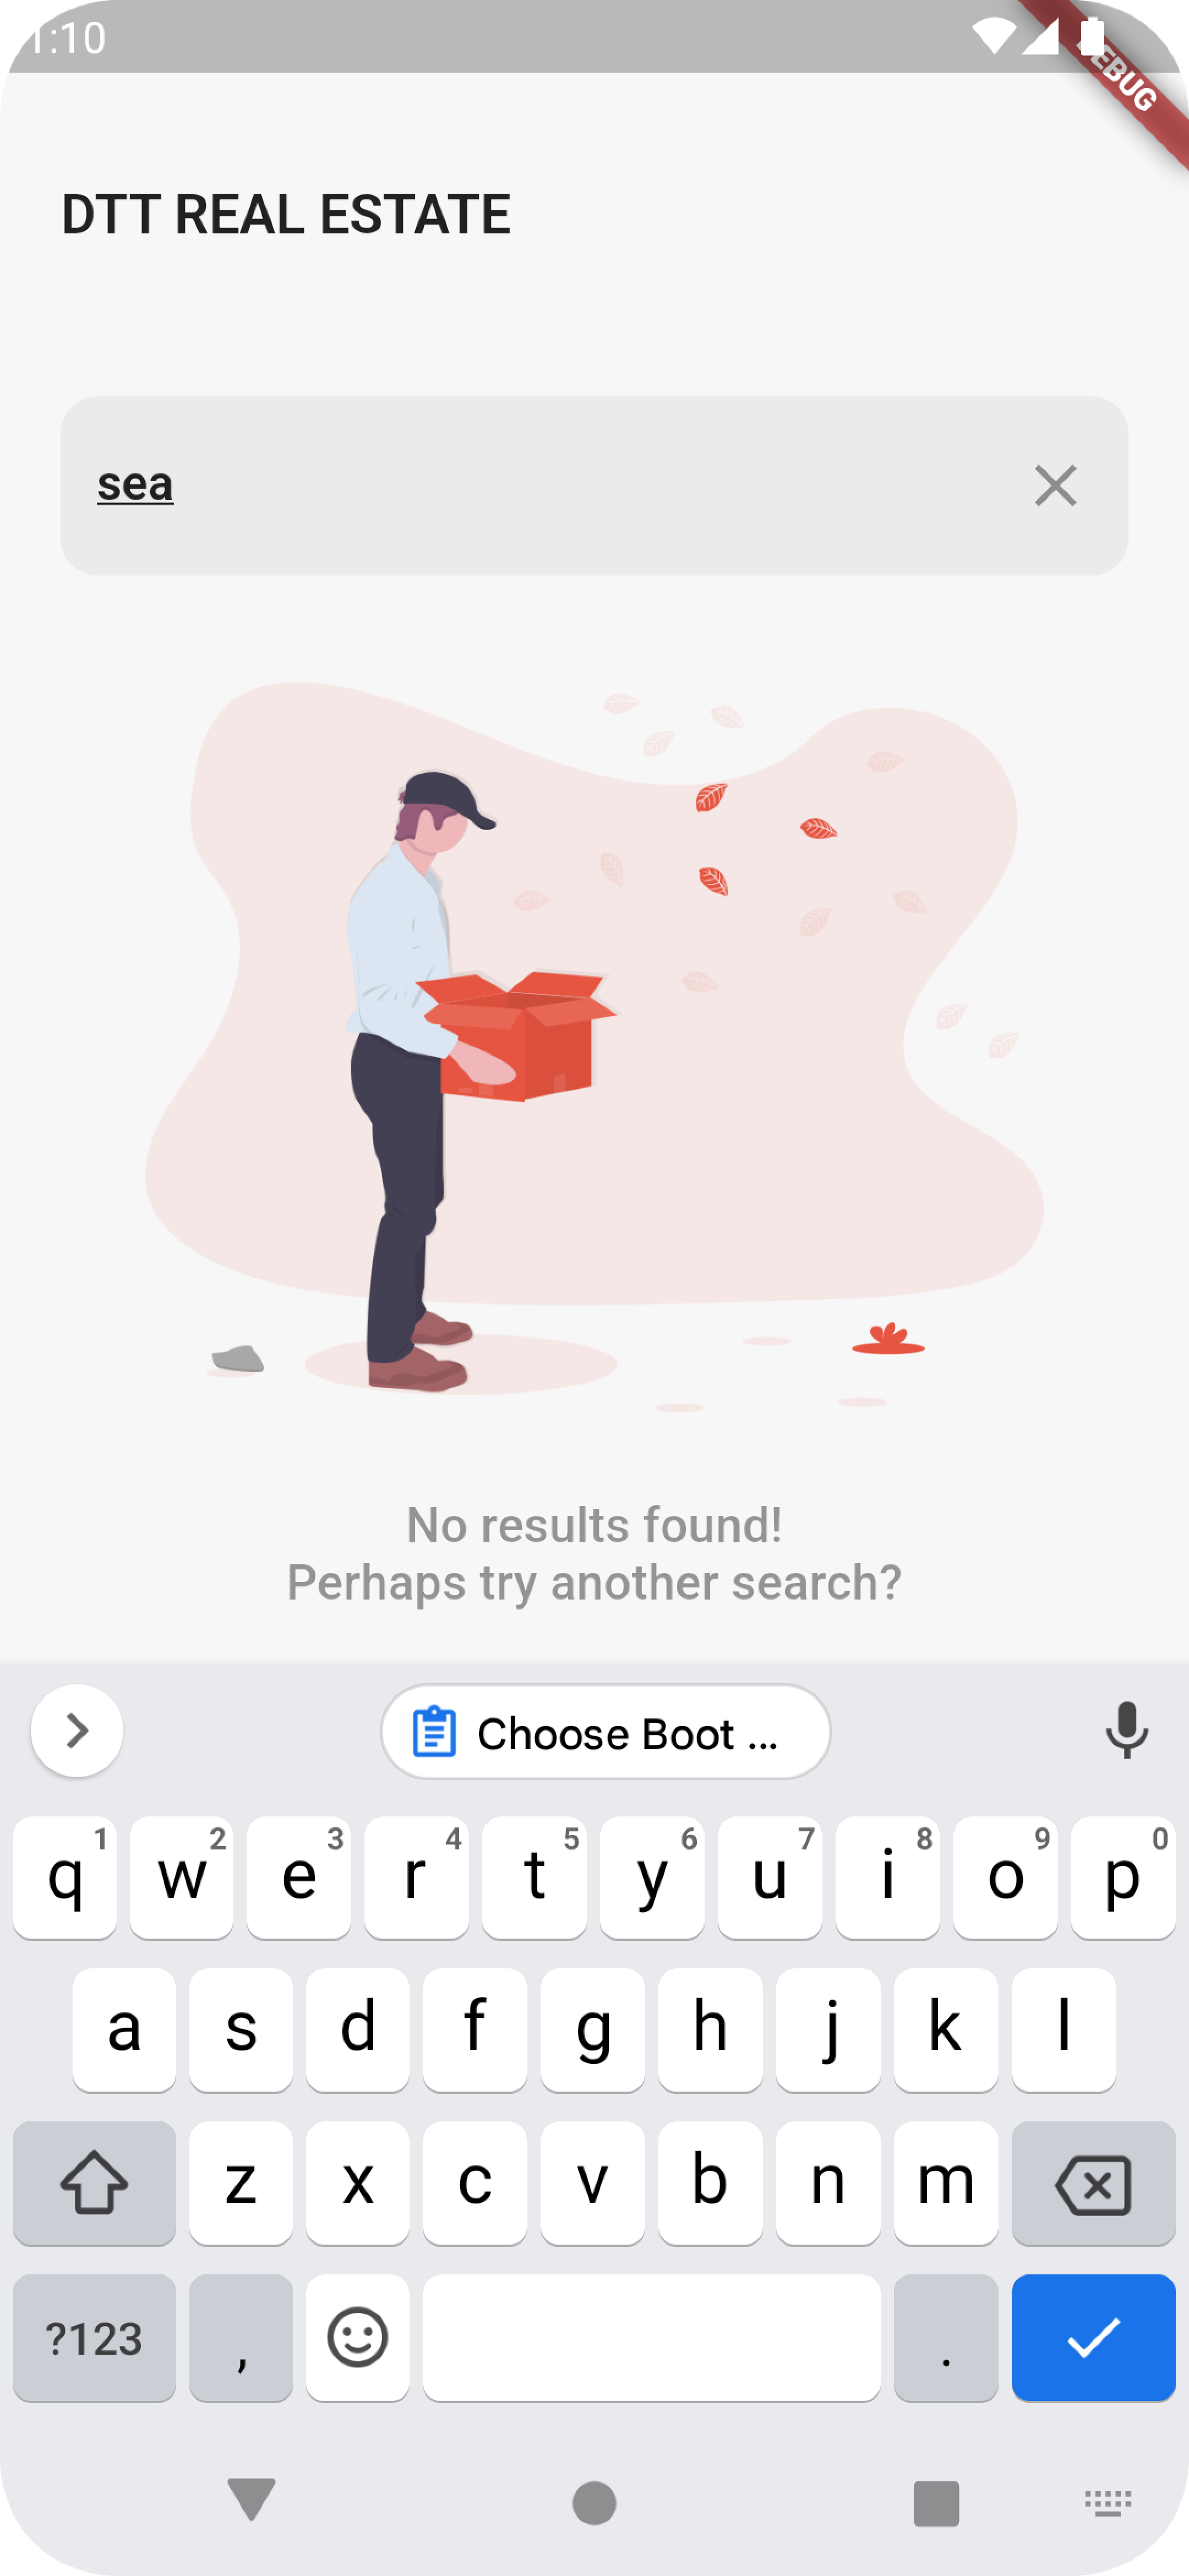 1:10
DEBUG
DTT REAL ESTATE
sea
No results found!
Perhaps try another search?
Choose Boot ...
q 1 w 2 e 3 r 4 t 5 y 6 u 7 i 8 o 9 p 0
a s d f g h j k l
z x c v b n m
?123 , .